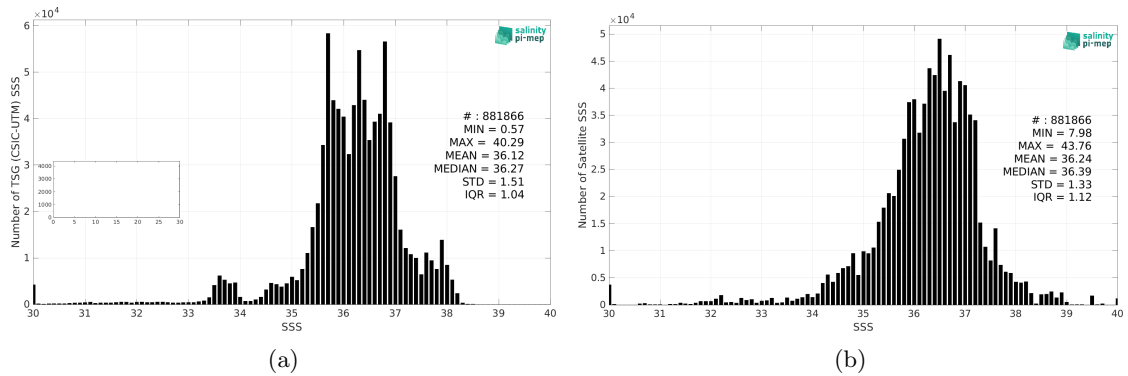 ×10⁴
6
5
4
3
2
1
0
Number of TSG (CSIC-UTM) SSS
salinity
pi-mep
# : 881866
MIN = 0.57
MAX = 40.29
MEAN = 36.12
MEDIAN = 36.27
STD = 1.51
IQR = 1.04
4000
3000
2000
1000
0
0 5 10 15 20 25 30
30 31 32 33 34 35 36 37 38 39 40
SSS
(a)
×10⁴
5
4.5
4
3.5
3
2.5
2
1.5
1
0.5
0
Number of Satellite SSS
salinity
pi-mep
# : 881866
MIN = 7.98
MAX = 43.76
MEAN = 36.24
MEDIAN = 36.39
STD = 1.33
IQR = 1.12
30 31 32 33 34 35 36 37 38 39 40
SSS
(b)